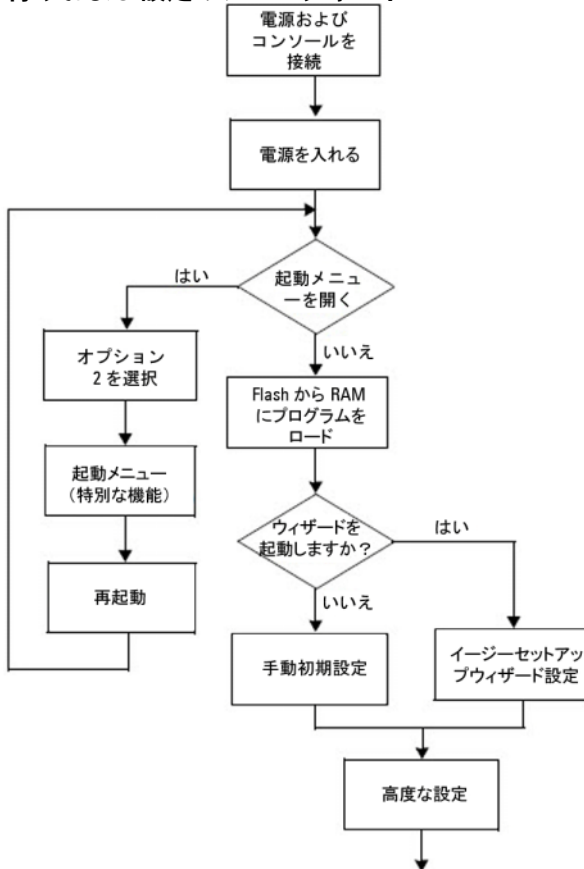 電源および
コンソールを
接続
電源を入れる
起動メニュ
ーを開く
はい
いいえ
オプション
2 を選択
Flash から RAM
にプログラムを
ロード
起動メニュー
（特別な機能）
ウィザードを
起動しますか？
はい
いいえ
再起動
手動初期設定
イージーセットアッ
プウィザード設定
高度な設定